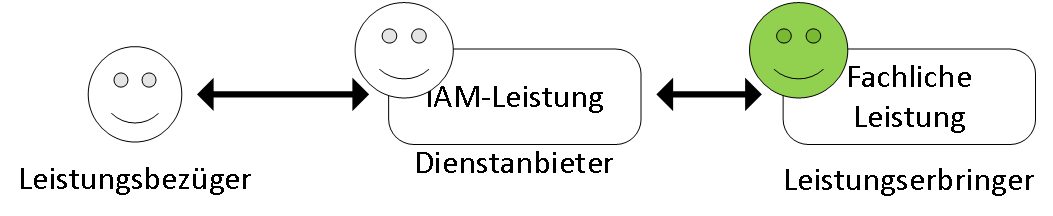 IAM-Leistung
Fachliche
Leistung
Leistungsbezüger
Dienstanbieter
Leistungserbringer